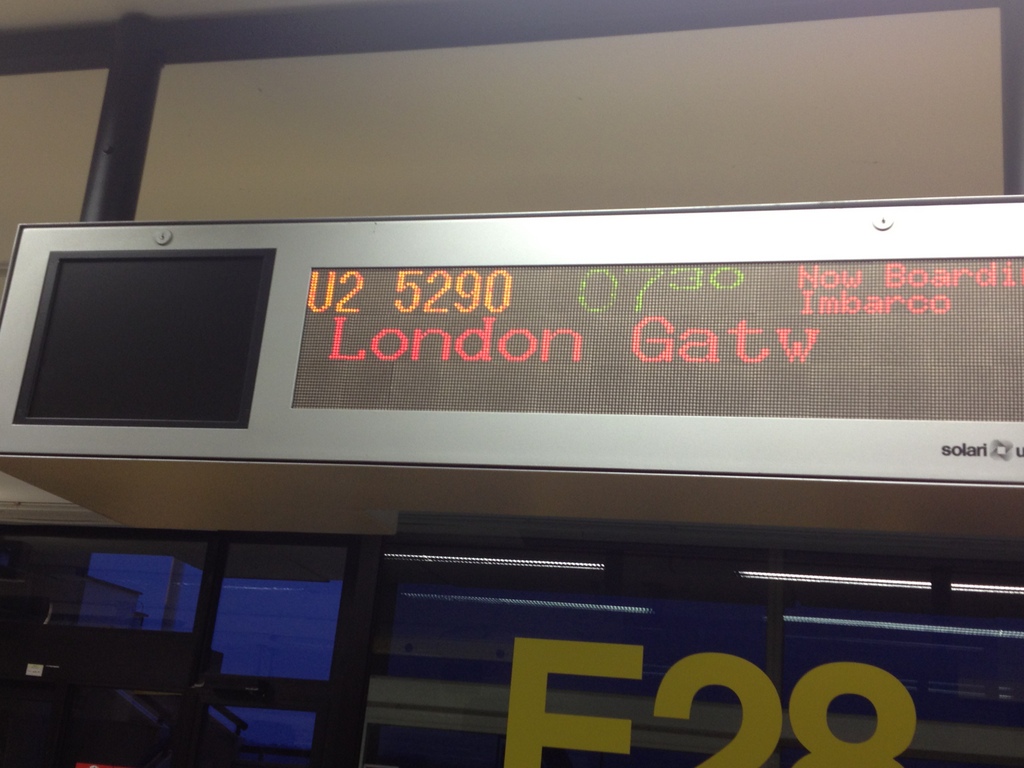 U2 5290 0730 Now Boardi
Imbarco
London Gatw
solari u
E28